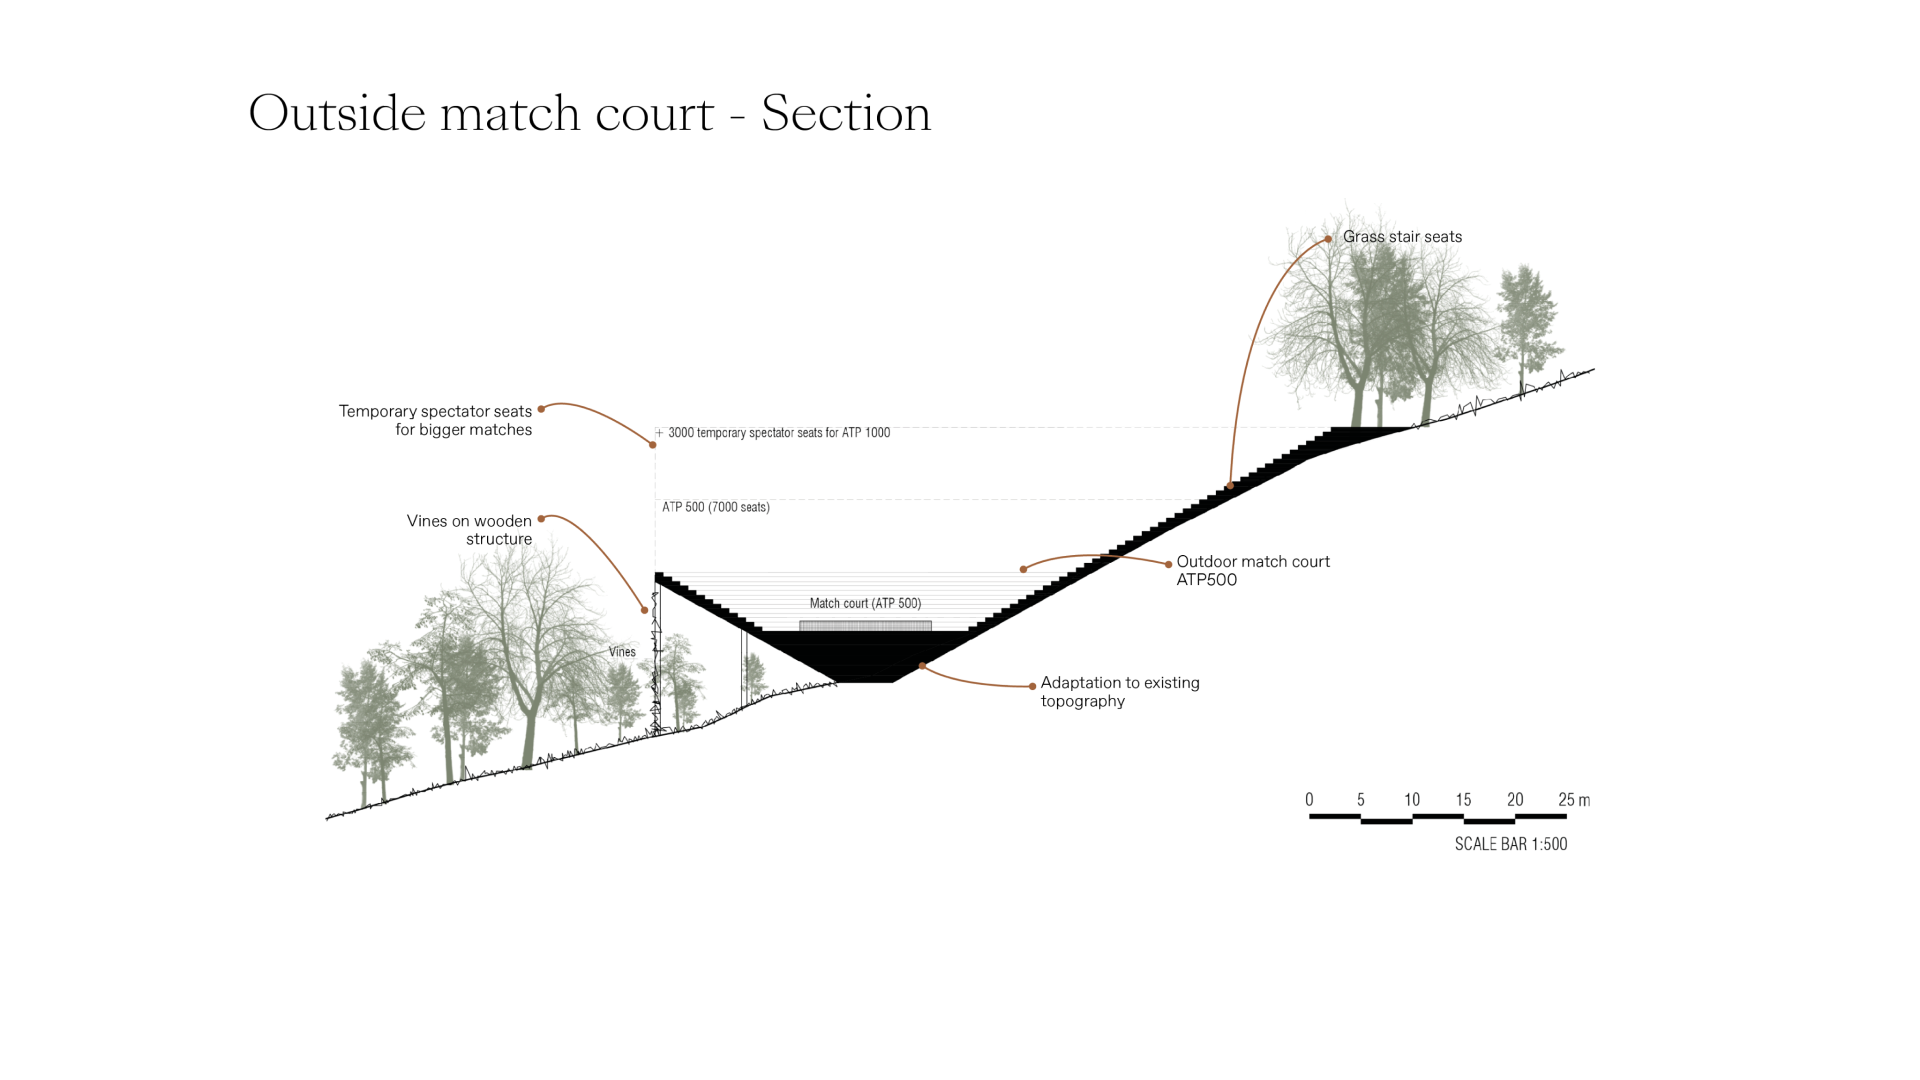 Outside match court - Section
Grass stair seats
Temporary spectator seats
for bigger matches
+ 3000 temporary spectator seats for ATP 1000
ATP 500 (7000 seats)
Vines on wooden
structure
Outdoor match court
ATP500
Match court (ATP 500)
Vines
Adaptation to existing
topography
0 5 10 15 20 25 m
SCALE BAR 1:500